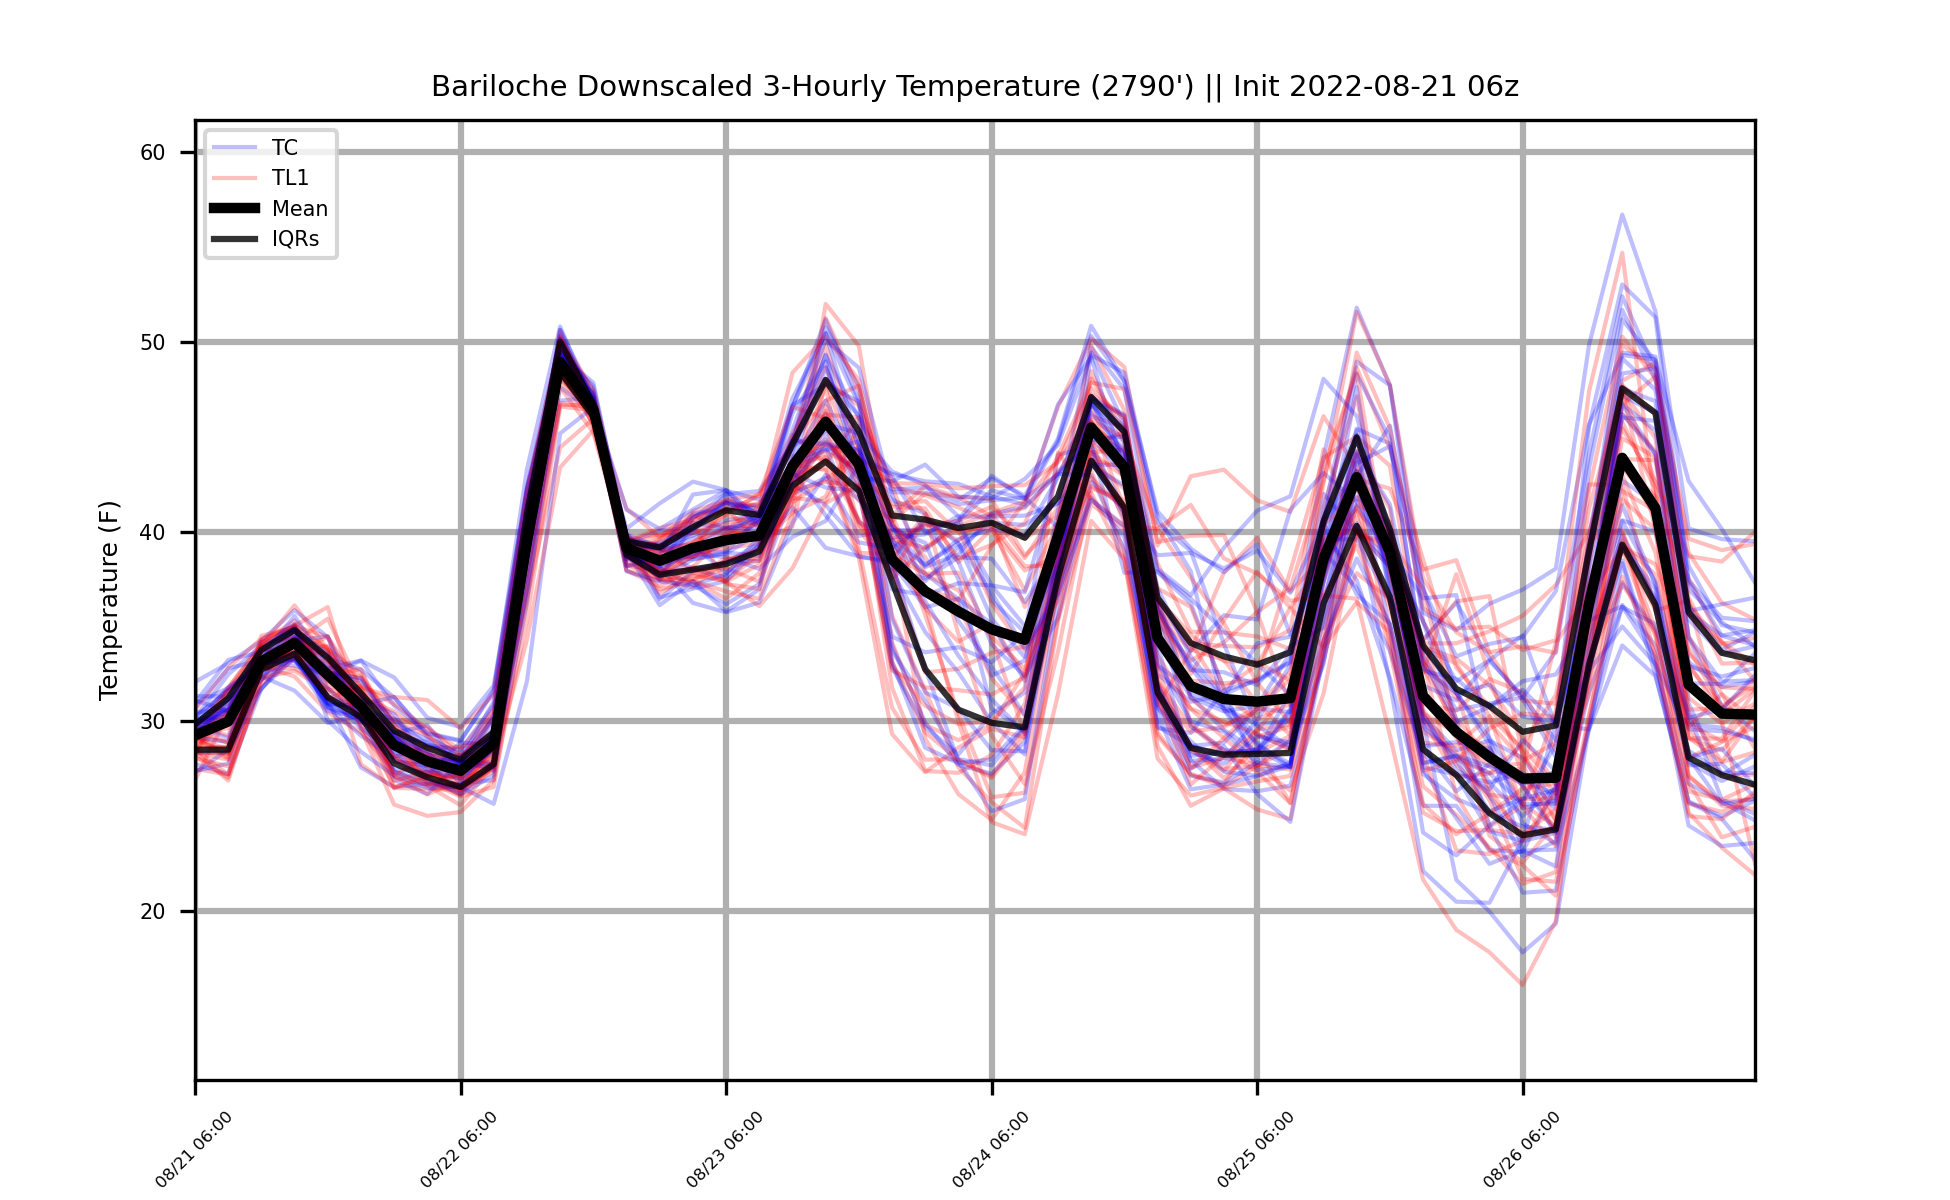 Bariloche Downscaled 3-Hourly Temperature (2790') || Init 2022-08-21 06z
TC
TL1
Mean
IQRs
Temperature (F)
60
50
40
30
20
08/21 06:00
08/22 06:00
08/23 06:00
08/24 06:00
08/25 06:00
08/26 06:00